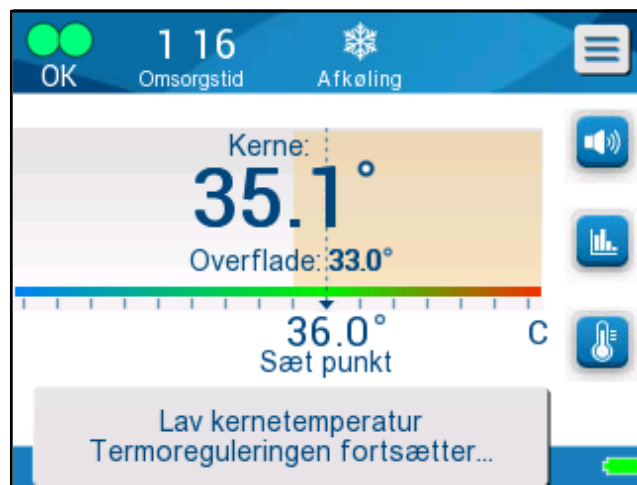 OK
1 16
Omsorgstid
Afkøling
Kerne:
35.1°
Overflade: 33.0°
36.0°
C
Sæt punkt
Lav kernetemperatur
Termoreguleringen fortsætter...